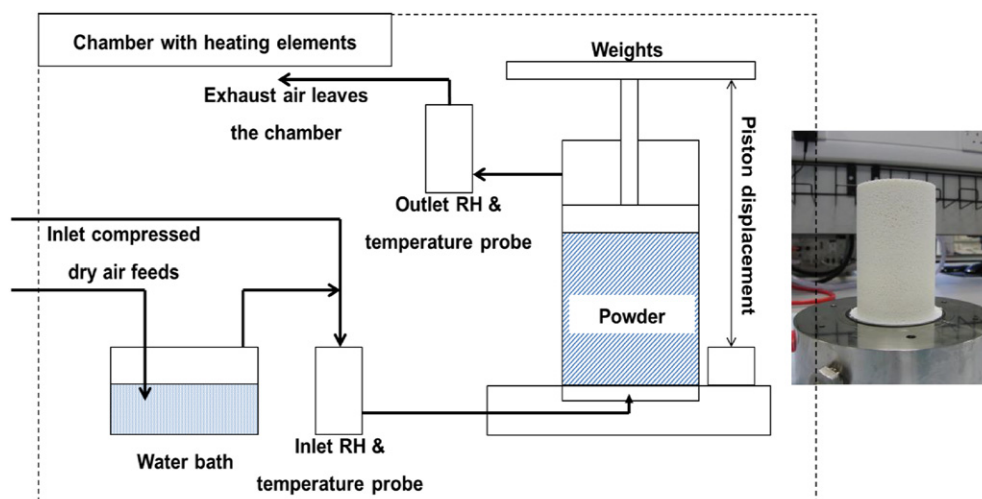 Chamber with heating elements
Weights
Exhaust air leaves
the chamber
Piston displacement
Outlet RH &
temperature probe
Inlet compressed
dry air feeds
Powder
Water bath
Inlet RH &
temperature probe